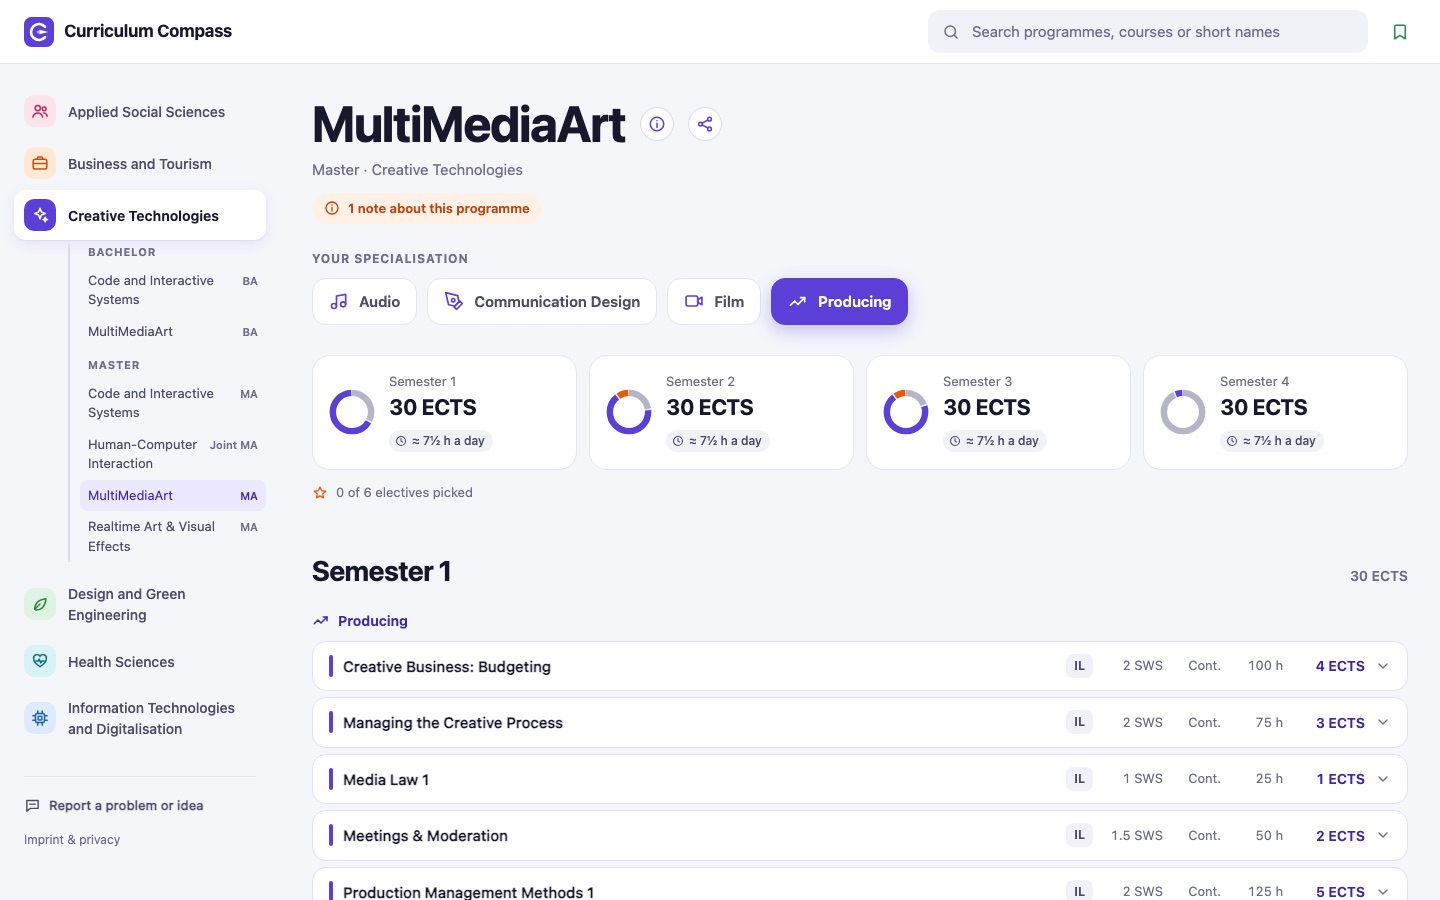 Curriculum Compass
Search programmes, courses or short names
Applied Social Sciences
Business and Tourism
Creative Technologies
BACHELOR
Code and Interactive Systems BA
MultiMediaArt BA
MASTER
Code and Interactive Systems MA
Human-Computer Interaction Joint MA
MultiMediaArt MA
Realtime Art & Visual Effects MA
Design and Green Engineering
Health Sciences
Information Technologies and Digitalisation
Report a problem or idea
Imprint & privacy
MultiMediaArt
Master · Creative Technologies
1 note about this programme
YOUR SPECIALISATION
Audio
Communication Design
Film
Producing
Semester 1
30 ECTS
≈ 7½ h a day
Semester 2
30 ECTS
≈ 7½ h a day
Semester 3
30 ECTS
≈ 7½ h a day
Semester 4
30 ECTS
≈ 7½ h a day
0 of 6 electives picked
Semester 1 30 ECTS
Producing
Creative Business: Budgeting IL 2 SWS Cont. 100 h 4 ECTS
Managing the Creative Process IL 2 SWS Cont. 75 h 3 ECTS
Media Law 1 IL 1 SWS Cont. 25 h 1 ECTS
Meetings & Moderation IL 1.5 SWS Cont. 50 h 2 ECTS
Production Management Methods 1 IL 2 SWS Cont. 125 h 5 ECTS